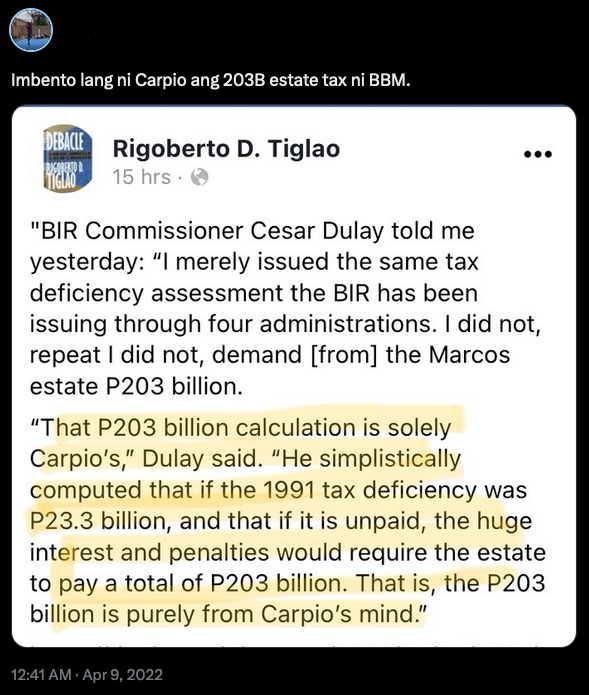 Imbento lang ni Carpio ang 203B estate tax ni BBM.
DEBACLE
RIGOBERTO D.
TIGLAO
Rigoberto D. Tiglao
15 hrs ·
"BIR Commissioner Cesar Dulay told me
yesterday: “I merely issued the same tax
deficiency assessment the BIR has been
issuing through four administrations. I did not,
repeat I did not, demand [from] the Marcos
estate P203 billion.
“That P203 billion calculation is solely
Carpio’s,” Dulay said. “He simplistically
computed that if the 1991 tax deficiency was
P23.3 billion, and that if it is unpaid, the huge
interest and penalties would require the estate
to pay a total of P203 billion. That is, the P203
billion is purely from Carpio’s mind.”
12:41 AM · Apr 9, 2022